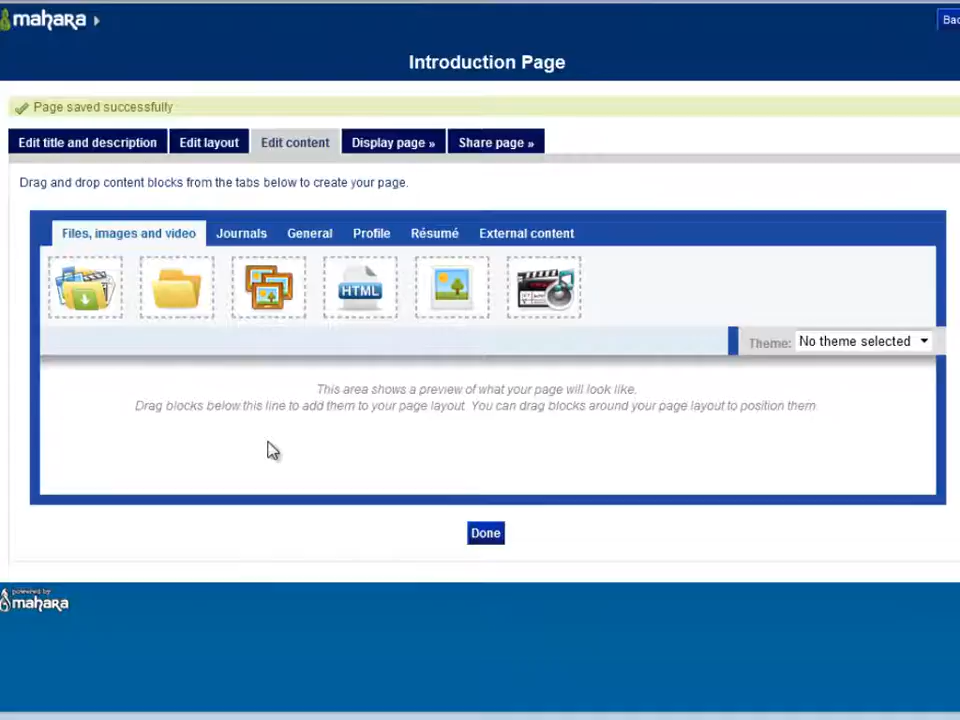 mahara
Bac
Introduction Page
Page saved successfully
Edit title and description
Edit layout
Edit content
Display page »
Share page »
Drag and drop content blocks from the tabs below to create your page.
Files, images and video
Journals
General
Profile
Résumé
External content
HTML
Theme:
No theme selected
This area shows a preview of what your page will look like.
Drag blocks below this line to add them to your page layout. You can drag blocks around your page layout to position them.
Done
powered by
mahara